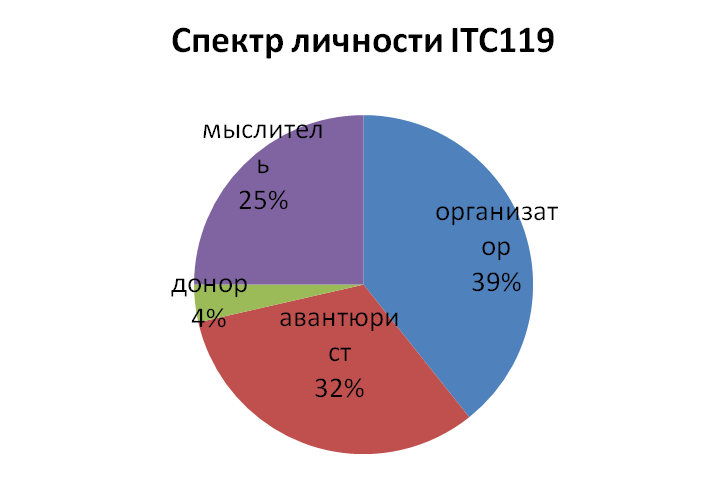 Спектр личности ITC119
мыслител
ь
25%
организат
ор
39%
донор
4%
авантюри
ст
32%